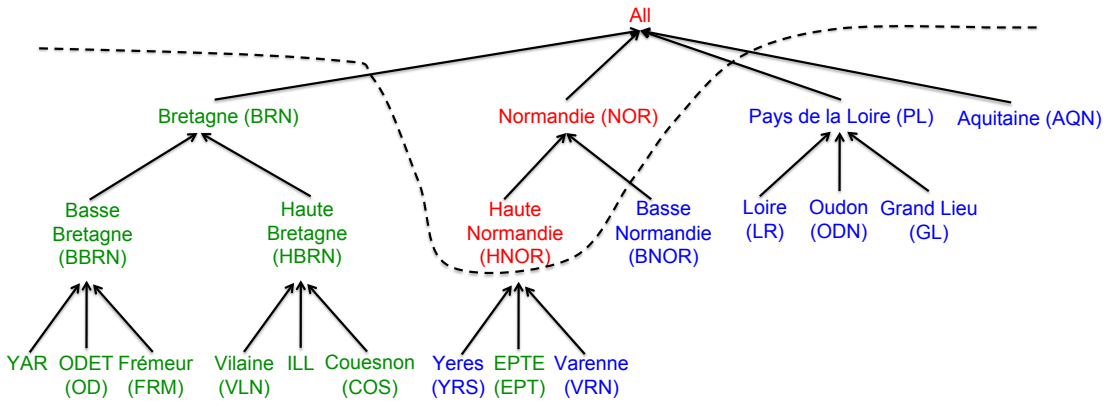 All
Bretagne (BRN)
Normandie (NOR)
Pays de la Loire (PL)
Aquitaine (AQN)
Basse
Bretagne
(BBRN)
Haute
Bretagne
(HBRN)
Haute
Normandie
(HNOR)
Basse
Normandie
(BNOR)
Loire
(LR)
Oudon
(ODN)
Grand Lieu
(GL)
YAR
ODET
(OD)
Frémeur
(FRM)
Vilaine
(VLN)
ILL
Couesnon
(COS)
Yeres
(YRS)
EPTE
(EPT)
Varenne
(VRN)